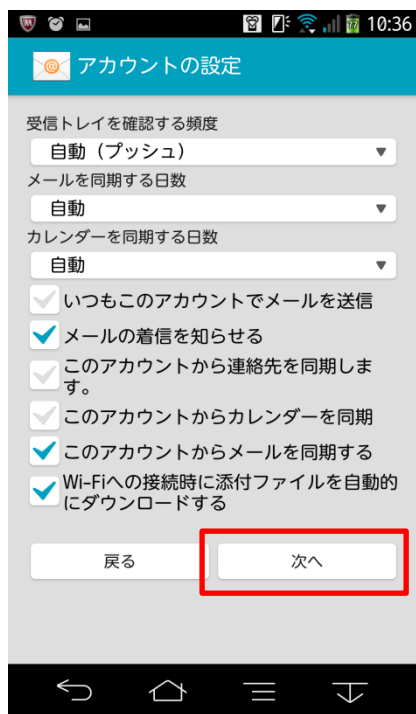 10:36
アカウントの設定
受信トレイを確認する頻度
自動（プッシュ）
メールを同期する日数
自動
カレンダーを同期する日数
自動
いつもこのアカウントでメールを送信
メールの着信を知らせる
このアカウントから連絡先を同期しま
す。
このアカウントからカレンダーを同期
このアカウントからメールを同期する
Wi-Fiへの接続時に添付ファイルを自動的
にダウンロードする
戻る
次へ